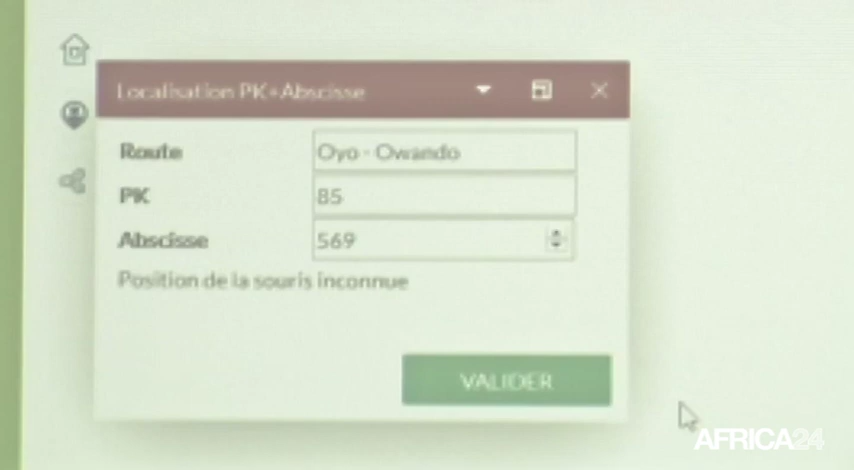 Localisation PK+Abscisse
Route Oyo - Owando
PK 85
Abscisse 569
Position de la souris inconnue
VALIDER
AFRICA24